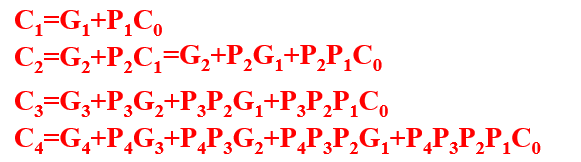 C₁=G₁+P₁C₀
C₂=G₂+P₂C₁=G₂+P₂G₁+P₂P₁C₀
C₃=G₃+P₃G₂+P₃P₂G₁+P₃P₂P₁C₀
C₄=G₄+P₄G₃+P₄P₃G₂+P₄P₃P₂G₁+P₄P₃P₂P₁C₀